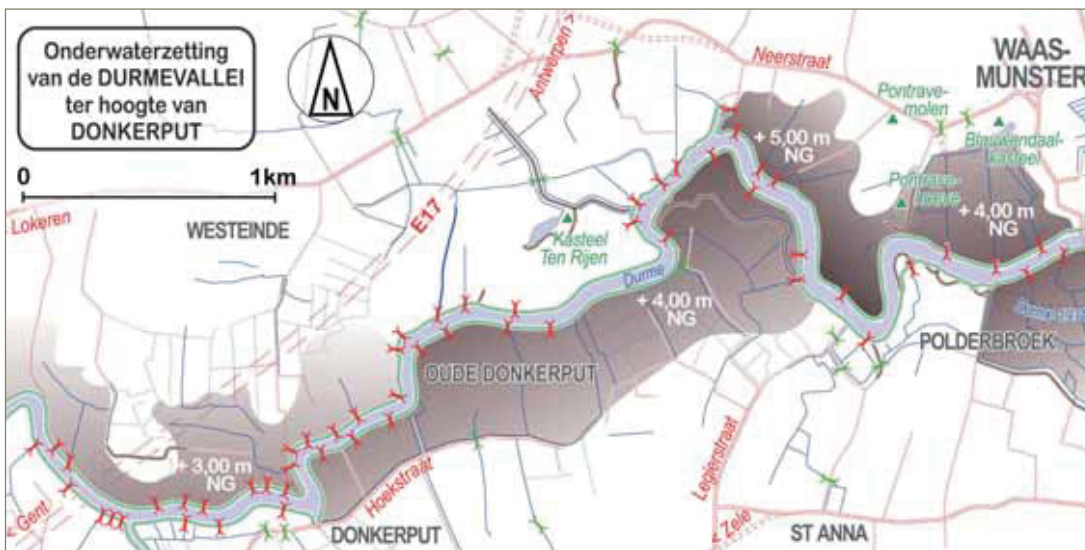 Onderwaterzetting
van de DURMEVALLEI
ter hoogte van
DONKERPUT
N
0 1km
Antwerpen >
Neerstraat
WAAS-
MUNSTER
Pontrave-
molen
Blauwendaal-
kasteel
+ 5,00 m
NG
Pontrave-
+ 4,00 m
NG
Lokeren
WESTEINDE
E17
Kasteel
Ten Rijen
Durme
+ 4,00 m
NG
POLDERBROEK
OUDE DONKERPUT
+ 3,00 m
NG
Hoekstraat
Legierstraat
< Gent
DONKERPUT
< Zele
ST ANNA